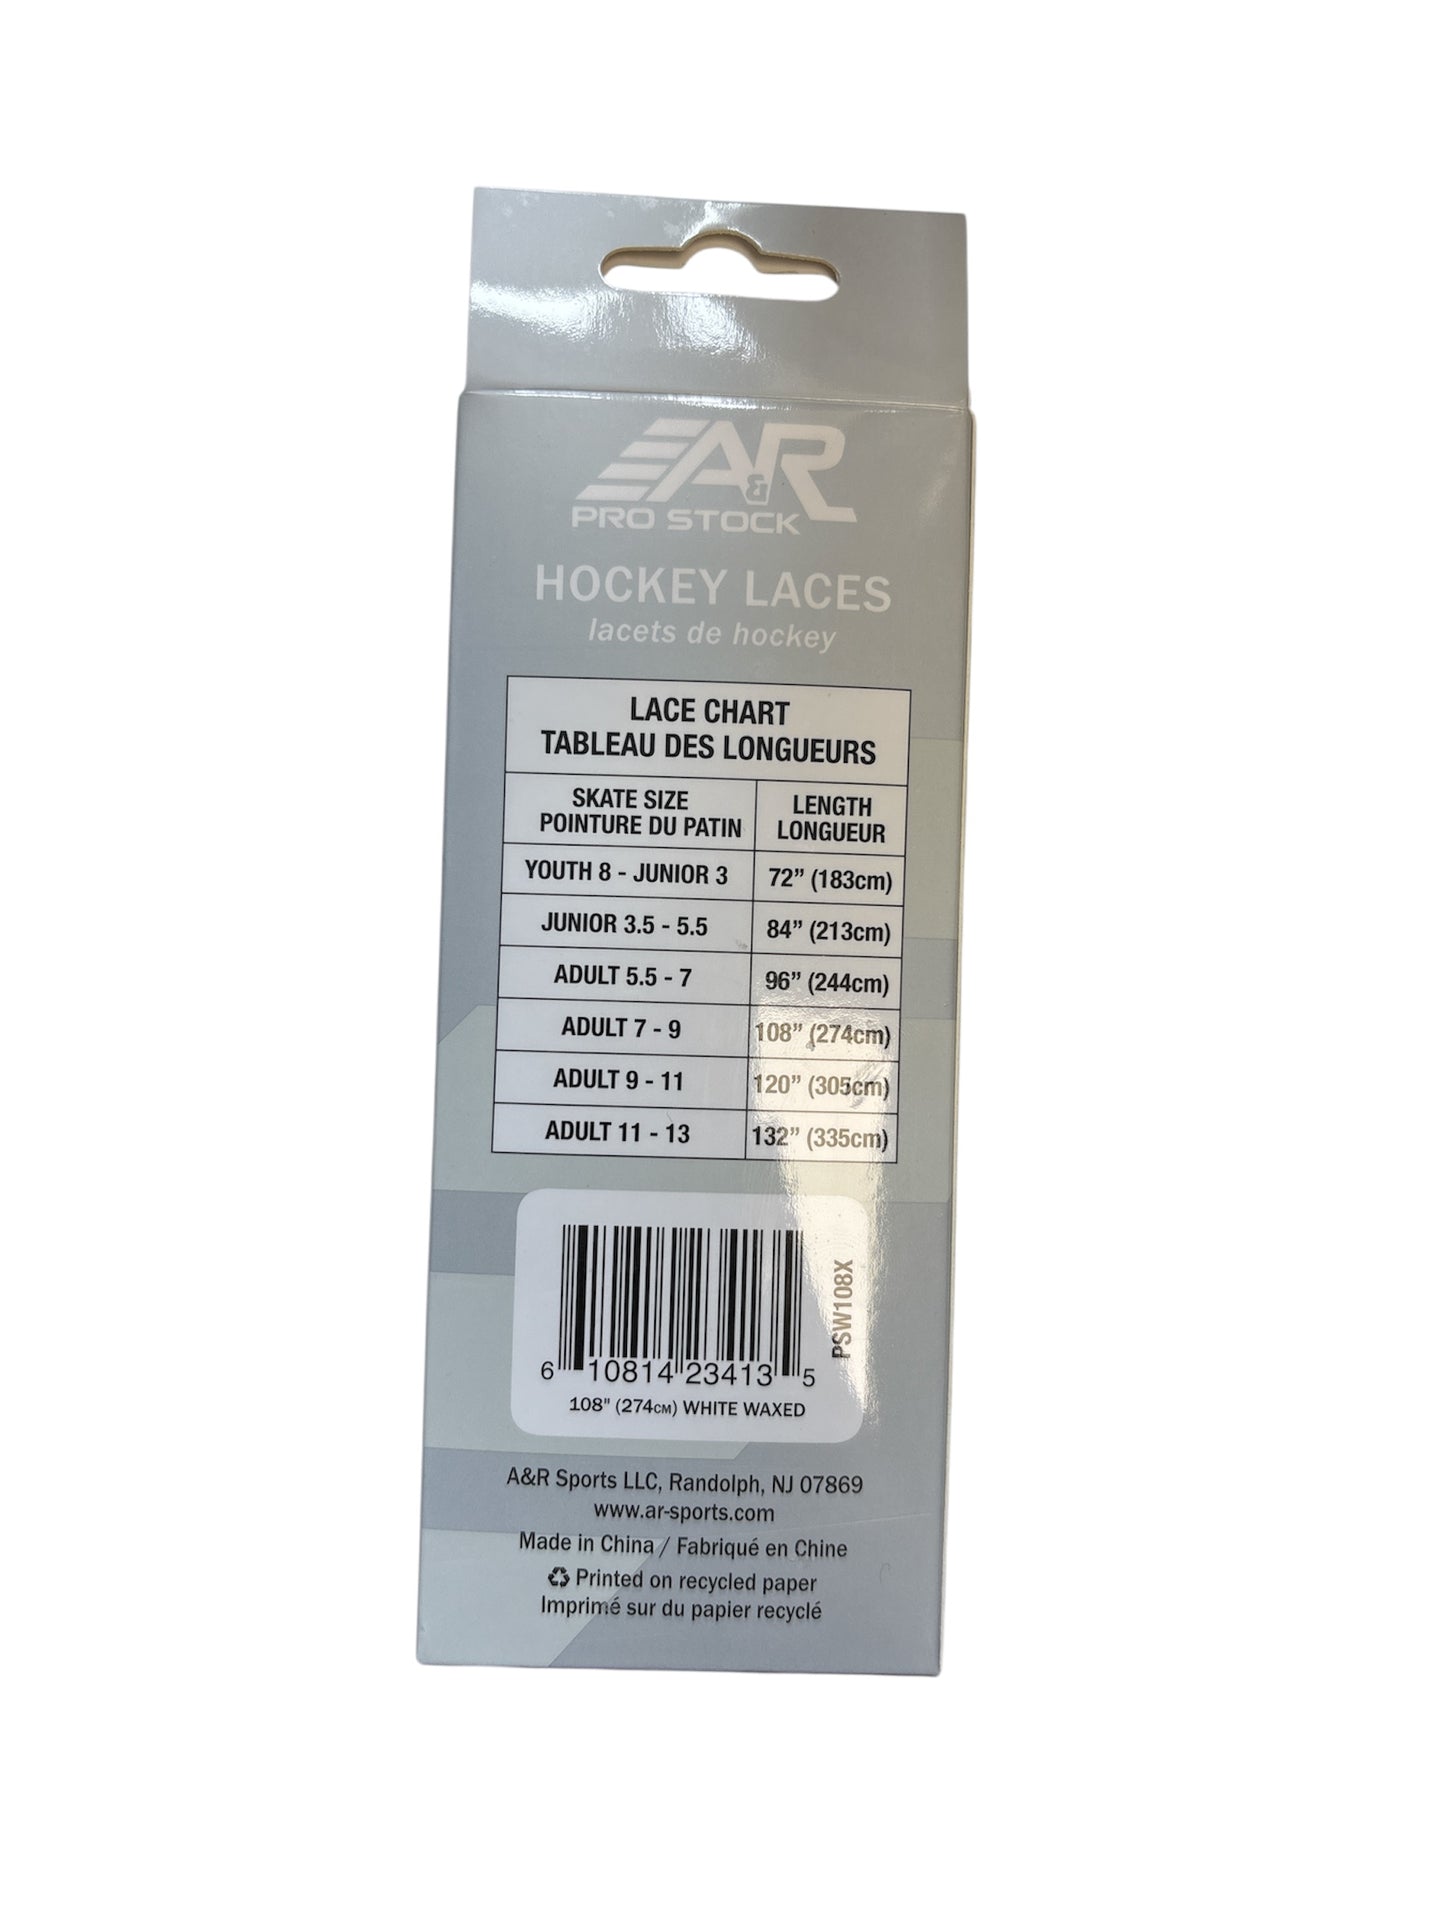 A&R
PRO STOCK
HOCKEY LACES
lacets de hockey
LACE CHART
TABLEAU DES LONGUEURS
SKATE SIZE LENGTH
POINTURE DU PATIN LONGUEUR
YOUTH 8 - JUNIOR 3 72” (183cm)
JUNIOR 3.5 - 5.5 84” (213cm)
ADULT 5.5 - 7 96” (244cm)
ADULT 7 - 9 108” (274cm)
ADULT 9 - 11 120” (305cm)
ADULT 11 - 13 132” (335cm)
PSW108X
6 10814 23413 5
108" (274CM) WHITE WAXED
A&R Sports LLC, Randolph, NJ 07869
www.ar-sports.com
Made in China / Fabriqué en Chine
Printed on recycled paper
Imprimé sur du papier recyclé